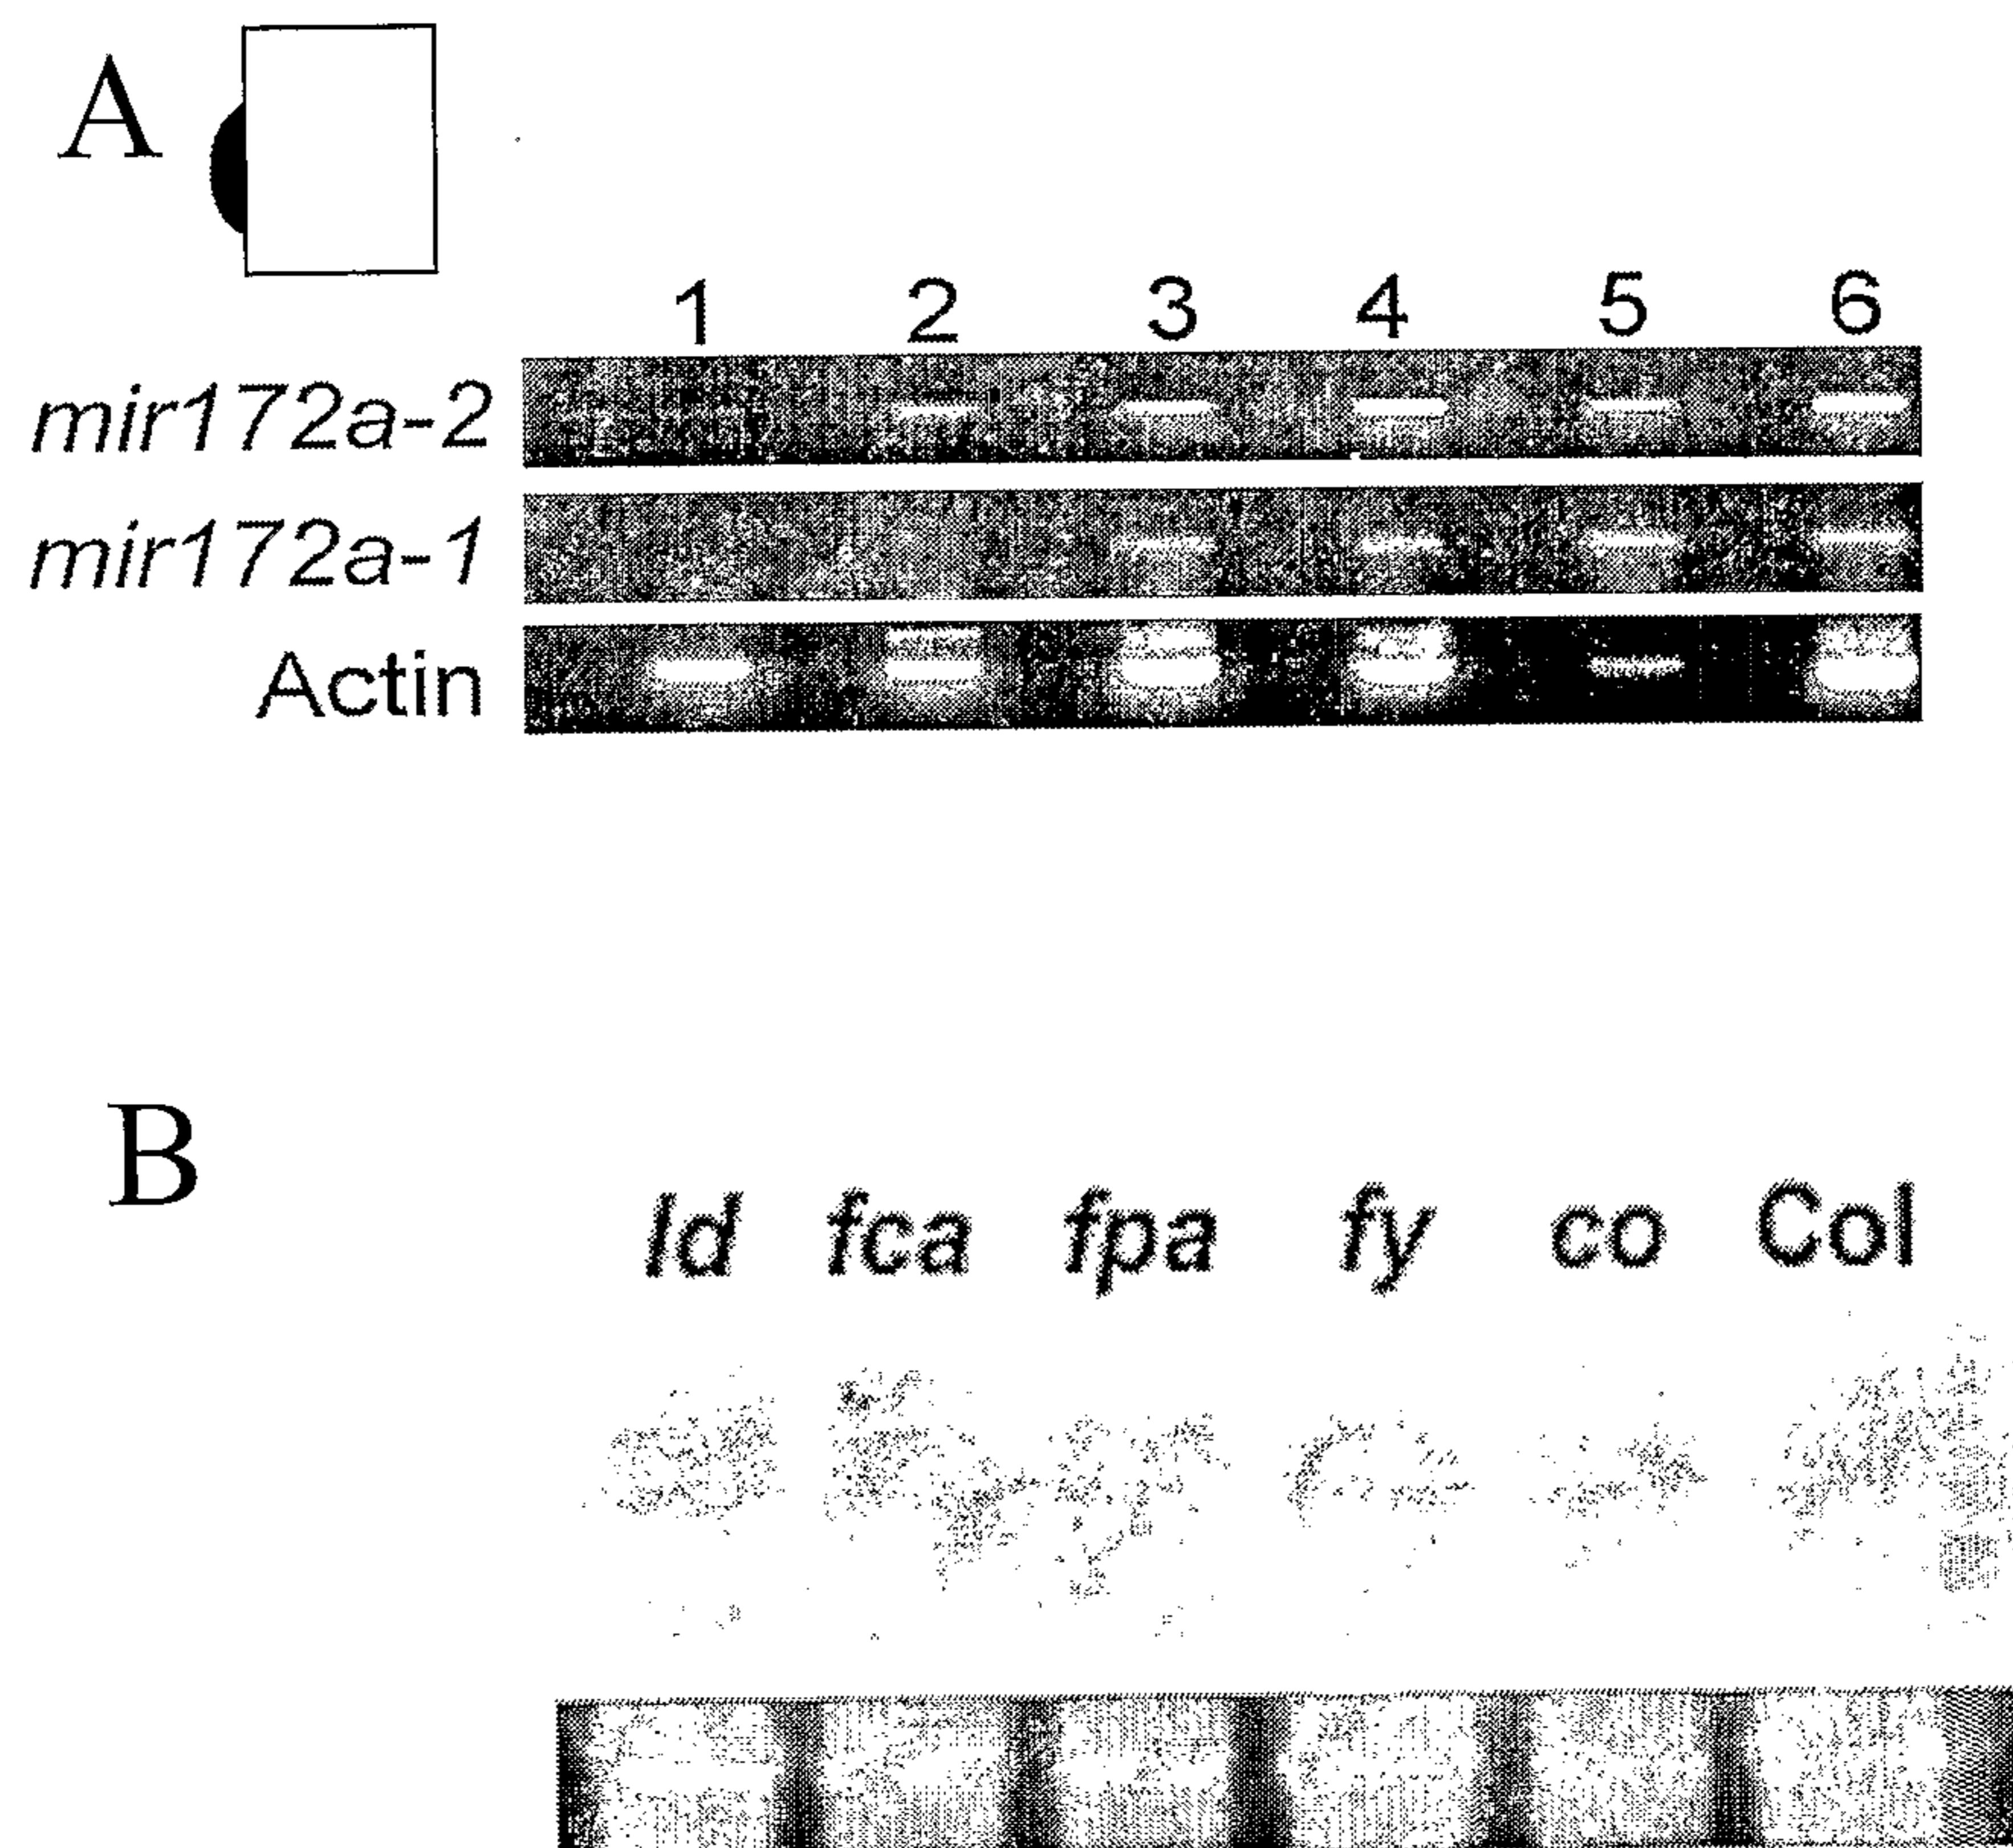 A
1 2 3 4 5 6
mir172a-2
mir172a-1
Actin
B
ld fca fpa fy co Col